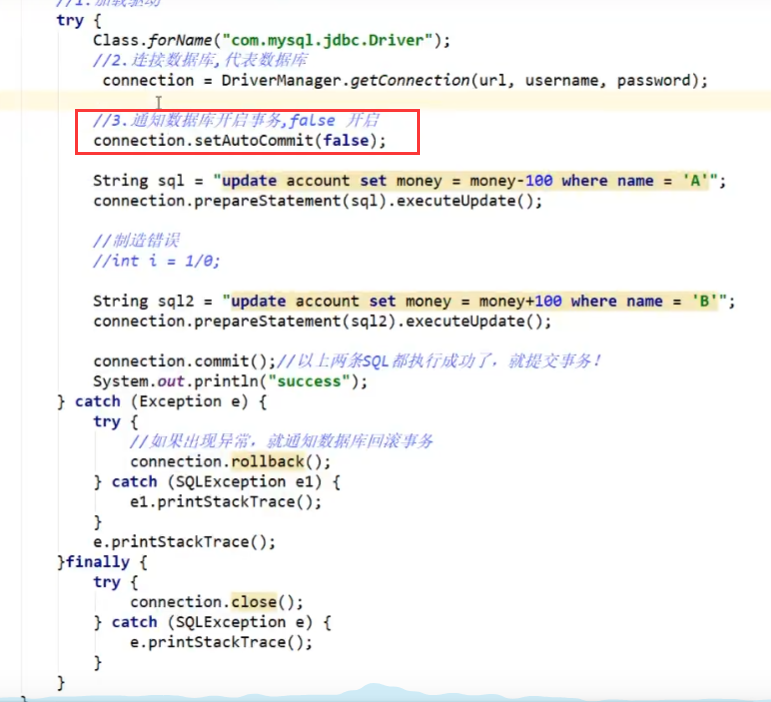 //1.加载驱动
try {
Class.forName("com.mysql.jdbc.Driver");
//2.连接数据库,代表数据库
connection = DriverManager.getConnection(url, username, password);
//3.通知数据库开启事务,false 开启
connection.setAutoCommit(false);
String sql = "update account set money = money-100 where name = 'A'";
connection.prepareStatement(sql).executeUpdate();
//制造错误
//int i = 1/0;
String sql2 = "update account set money = money+100 where name = 'B'";
connection.prepareStatement(sql2).executeUpdate();
connection.commit();//以上两条SQL都执行成功了，就提交事务！
System.out.println("success");
} catch (Exception e) {
try {
//如果出现异常，就通知数据库回滚事务
connection.rollback();
} catch (SQLException e1) {
e1.printStackTrace();
}
e.printStackTrace();
}finally {
try {
connection.close();
} catch (SQLException e) {
e.printStackTrace();
}
}